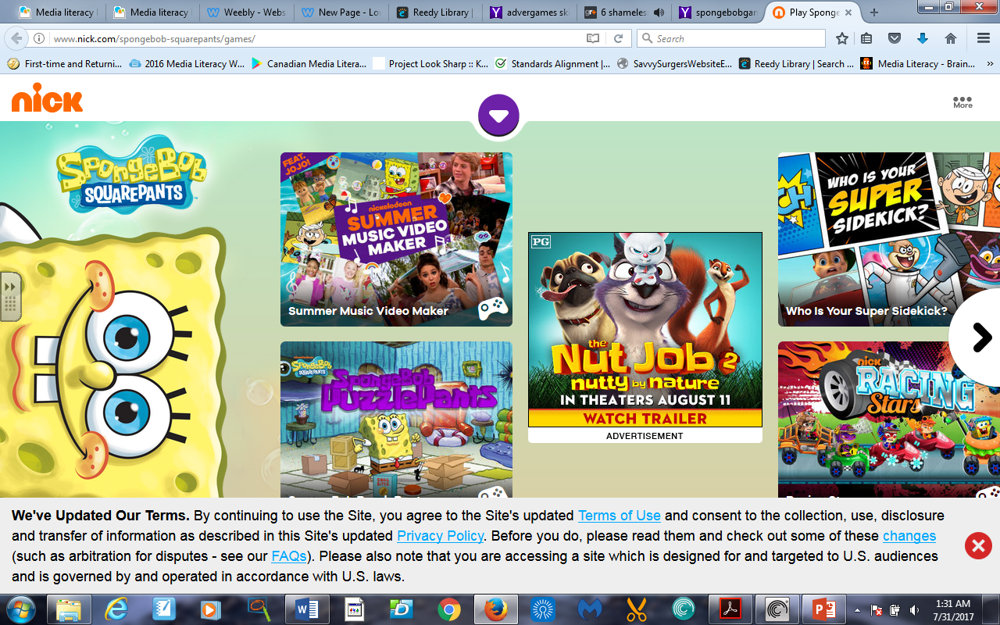 Media literacy
Media literacy
Weebly - Webs
New Page - Lov
Reedy Library |
advergames sk
6 shameles
spongebobgan
Play Sponge
www.nick.com/spongebob-squarepants/games/
Search
First-time and Returni...
2016 Media Literacy W...
Canadian Media Litera...
Project Look Sharp :: K...
Standards Alignment |...
SavvySurgersWebsiteE...
Reedy Library | Search ...
Media Literacy - Brain...
nick
More
SpongeBob
SQUAREPANTS
FEAT.
JOJO!
nickelodeon
SUMMER
MUSIC VIDEO
MAKER
Summer Music Video Maker
SpongeBob
SQUAREPANTS
SpongeBob
PuzzlePants
PG
the
Nut Job 2
nutty by nature
IN THEATERS AUGUST 11
WATCH TRAILER
ADVERTISEMENT
WHO IS YOUR
SUPER
SIDEKICK?
Who Is Your Super Sidekick?
nick
RACING
Stars
We've Updated Our Terms. By continuing to use the Site, you agree to the Site's updated Terms of Use and consent to the collection, use, disclosure
and transfer of information as described in this Site's updated Privacy Policy. Before you do, please read them and check out some of these changes
(such as arbitration for disputes - see our FAQs). Please also note that you are accessing a site which is designed for and targeted to U.S. audiences
and is governed by and operated in accordance with U.S. laws.
1:31 AM
7/31/2017